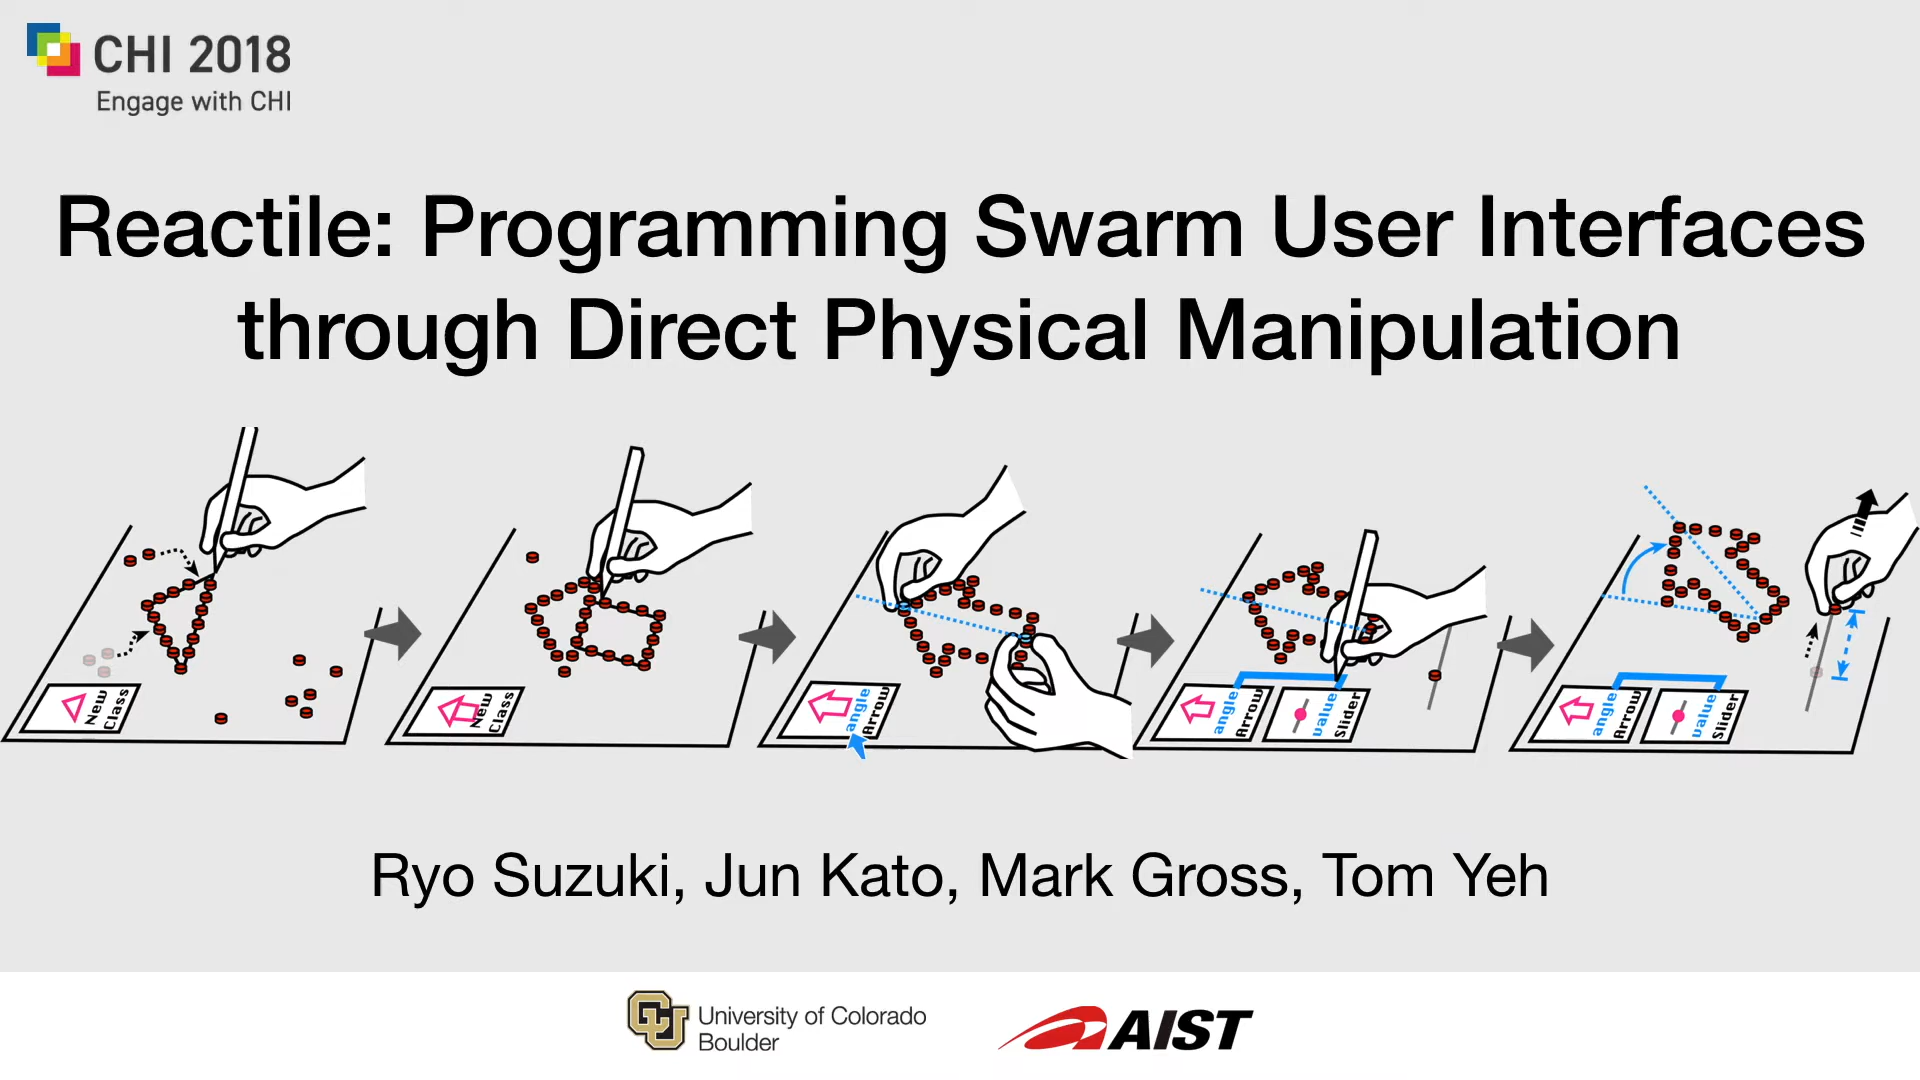 CHI 2018
Engage with CHI
Reactile: Programming Swarm User Interfaces
through Direct Physical Manipulation
New
Class
New
Class
angle
Arrow
angle
Arrow
value
Slider
angle
Arrow
value
Slider
Ryo Suzuki, Jun Kato, Mark Gross, Tom Yeh
CU
University of Colorado
Boulder
AIST